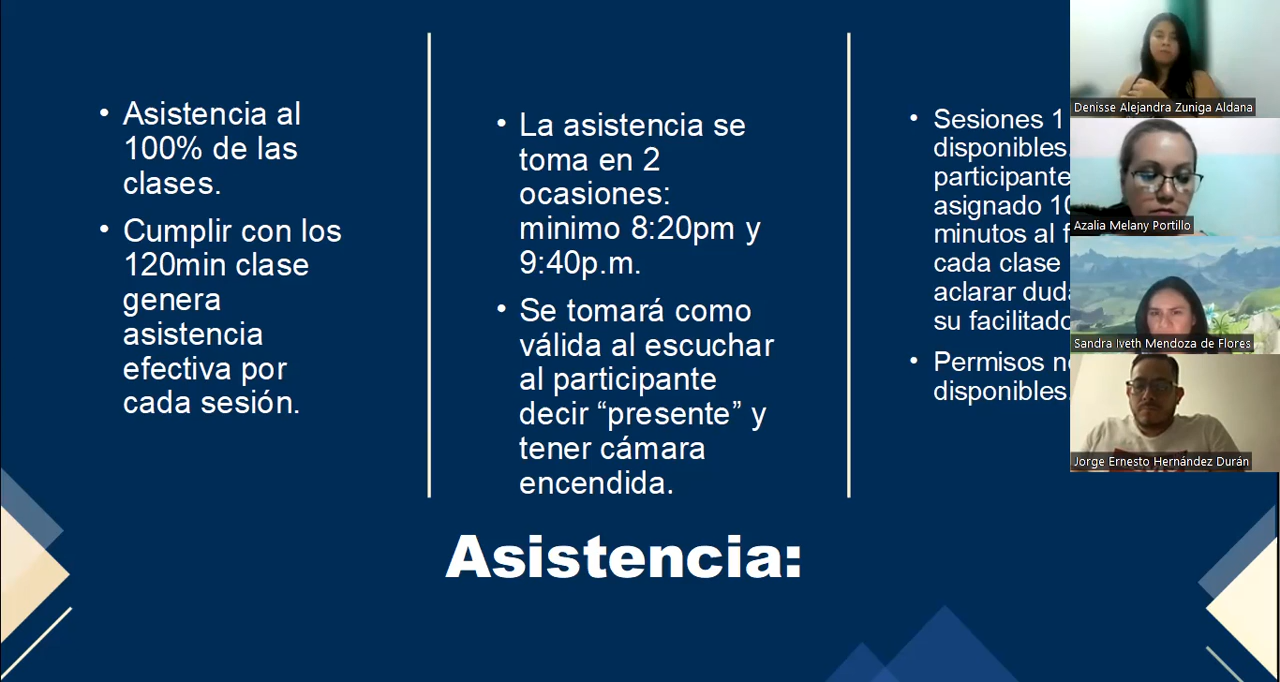 • Asistencia al
100% de las
clases.
• Cumplir con los
120min clase
genera
asistencia
efectiva por
cada sesión.
• La asistencia se
toma en 2
ocasiones:
minimo 8:20pm y
9:40p.m.
• Se tomará como
válida al escuchar
al participante
decir “presente” y
tener cámara
encendida.
• Sesiones 1
disponibles.
participante
asignado 10
minutos al f
cada clase
aclarar duda
su facilitado
• Permisos no
disponibles.
Asistencia:
Denisse Alejandra Zuniga Aldana
Azalia Melany Portillo
Sandra Iveth Mendoza de Flores
Jorge Ernesto Hernández Durán